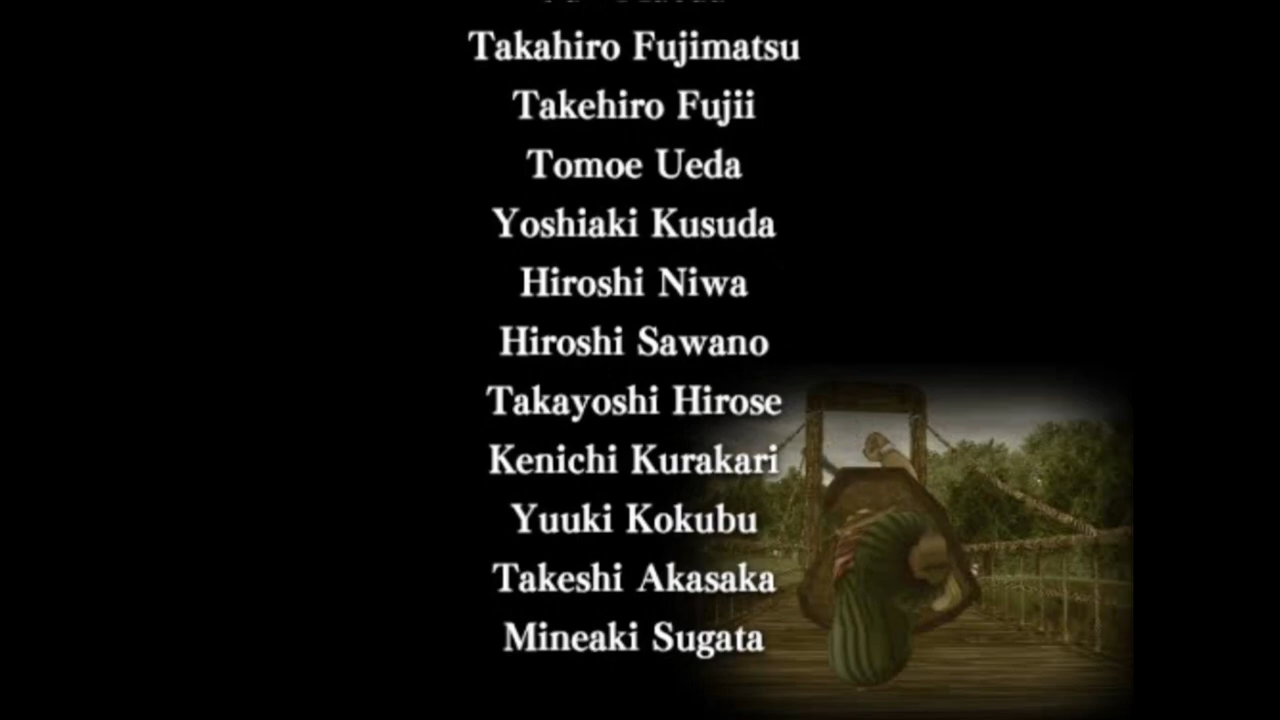 Takahiro Fujimatsu
Takehiro Fujii
Tomoe Ueda
Yoshiaki Kusuda
Hiroshi Niwa
Hiroshi Sawano
Takayoshi Hirose
Kenichi Kurakari
Yuuki Kokubu
Takeshi Akasaka
Mineaki Sugata